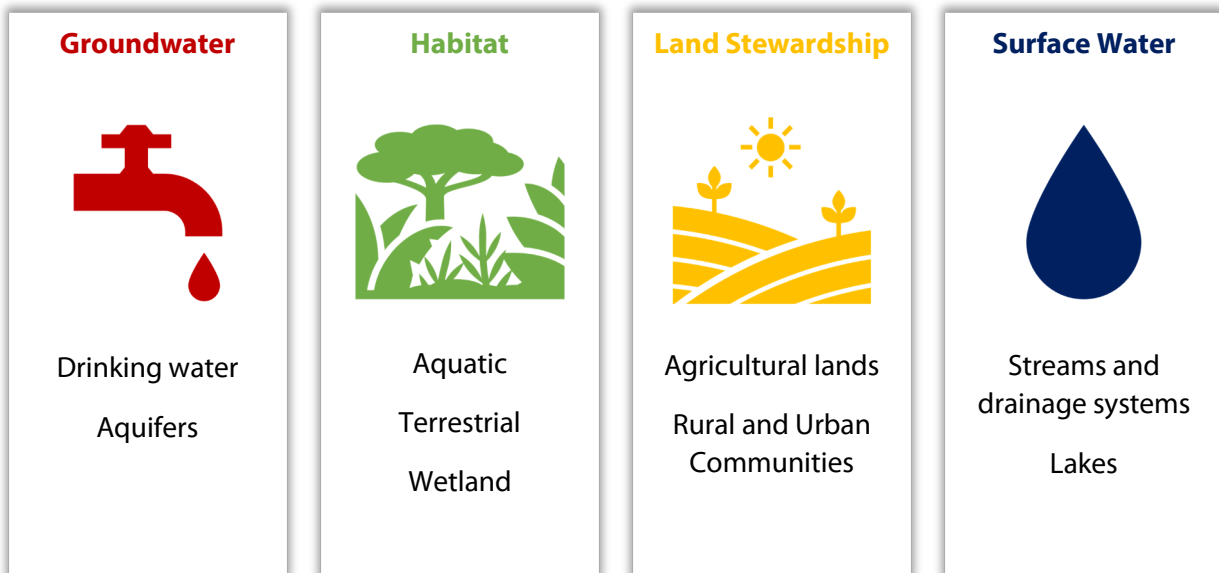 Groundwater
Drinking water
Aquifers
Habitat
Aquatic
Terrestrial
Wetland
Land Stewardship
Agricultural lands
Rural and Urban
Communities
Surface Water
Streams and
drainage systems
Lakes